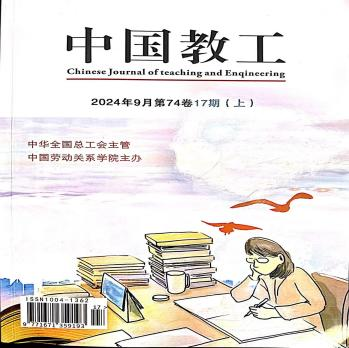 中国教工
Chinese Journal of teaching and Enqineering
2024年9月第74卷17期（上）
中华全国总工会主管
中国劳动关系学院主办
ISSN1004-1362
9771671359193